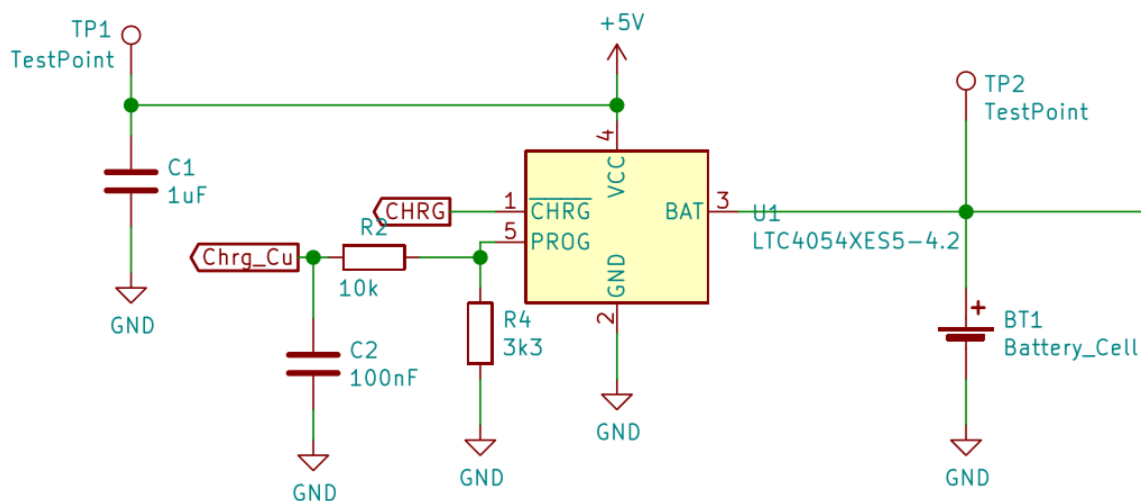 TP1
TestPoint
+5V
TP2
TestPoint
4
VCC
C1
1uF
CHRG
1
CHRG
BAT
3
U1
LTC4054XES5-4.2
R2
5
PROG
Chrg_Cu
10k
GND
2
GND
R4
3k3
C2
100nF
+
BT1
Battery_Cell
GND
GND
GND
GND